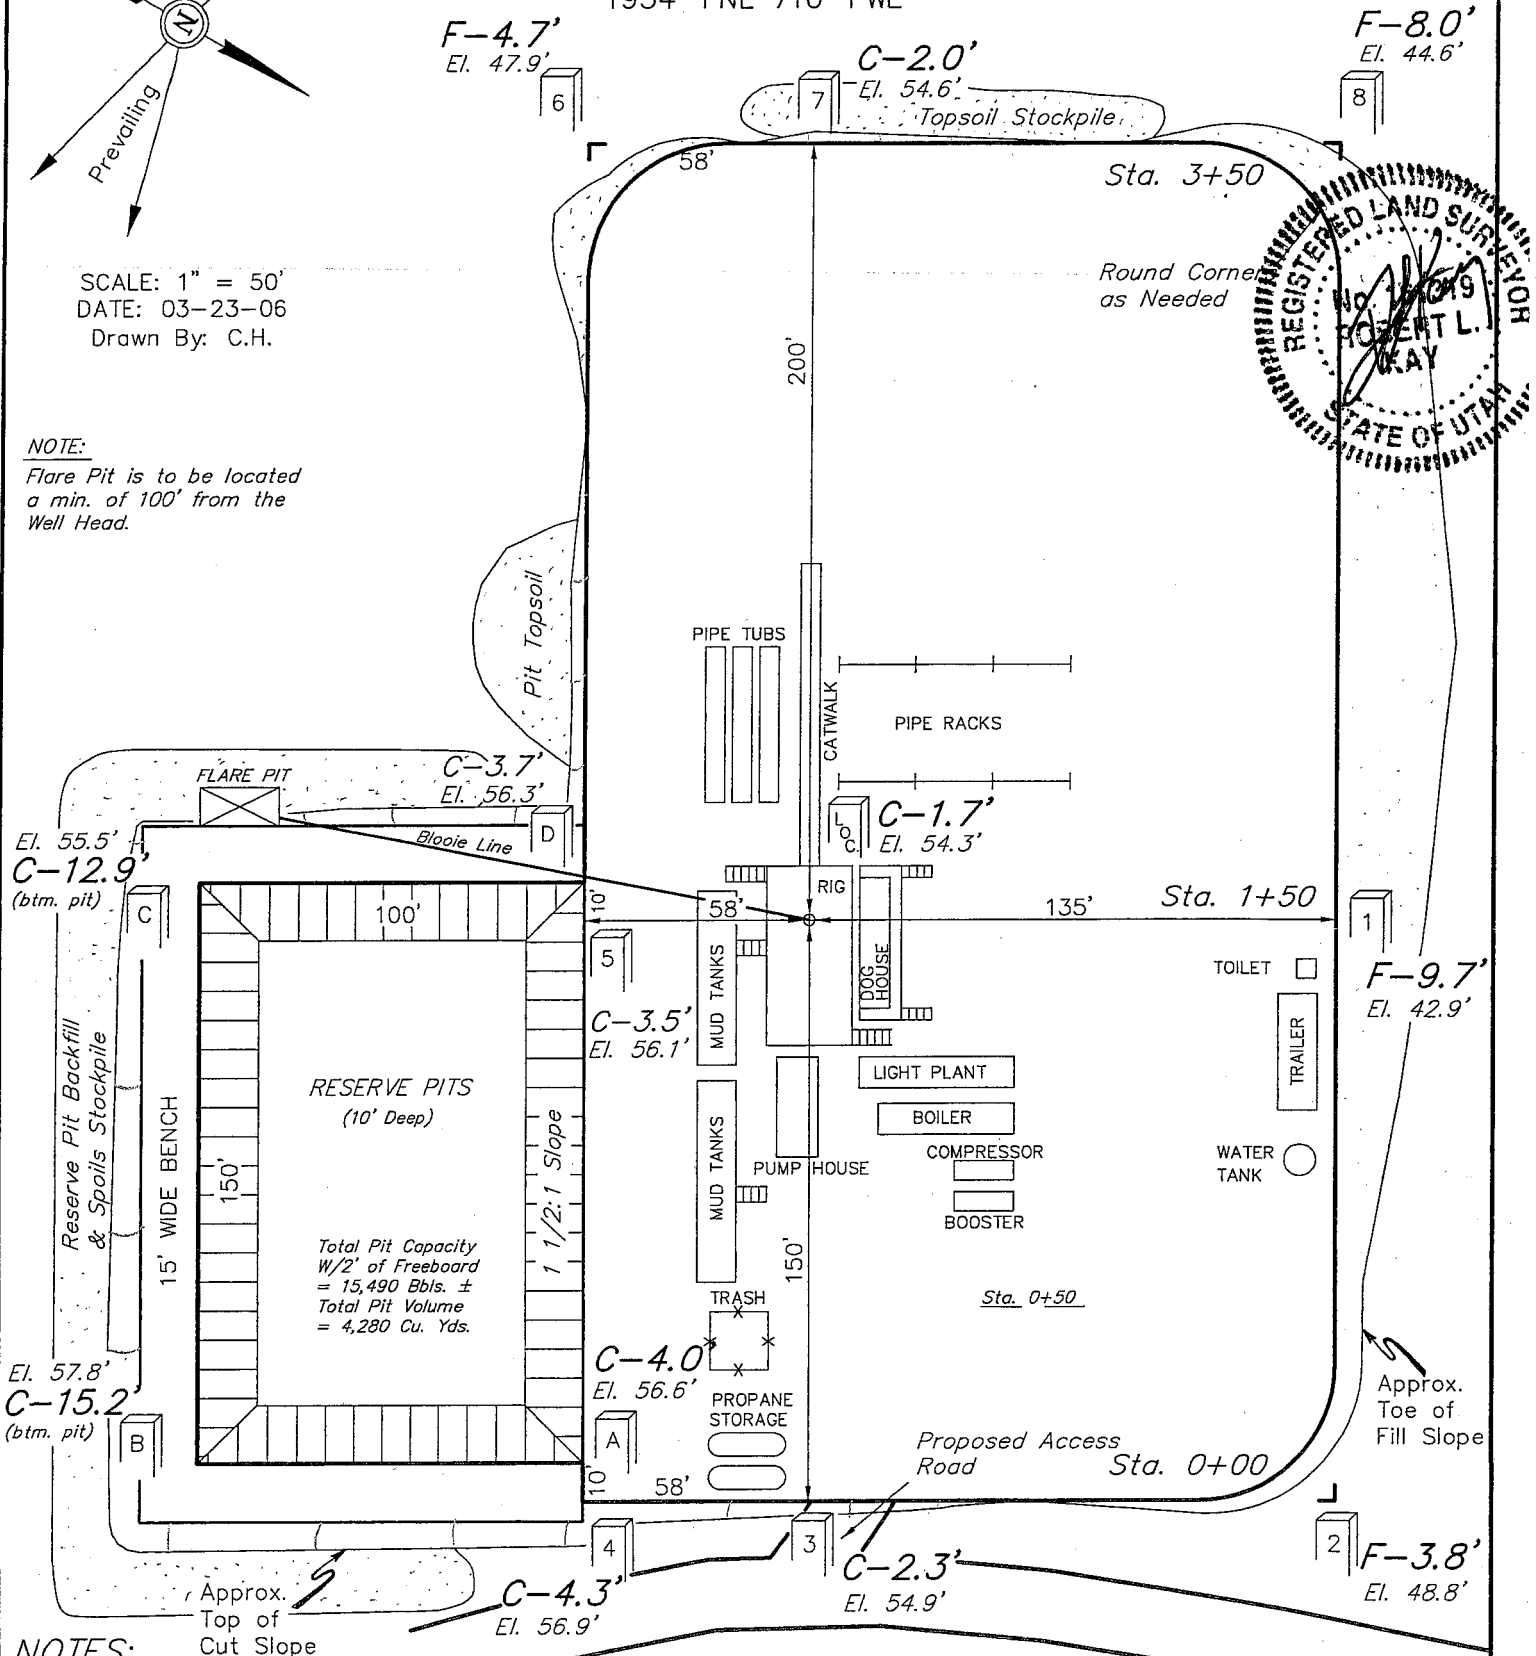 N
Prevailing
F-4.7'
El. 47.9'
6
C-2.0'
El. 54.6'
7
Topsoil Stockpile
F-8.0'
El. 44.6'
8
58'
Sta. 3+50
SCALE: 1" = 50'
DATE: 03-23-06
Drawn By: C.H.
Round Corner
as Needed
REGISTERED LAND SURVEYOR
No.
ROBERT L.
KAY
STATE OF UTAH
200'
NOTE:
Flare Pit is to be located
a min. of 100' from the
Well Head.
Pit Topsoil
PIPE TUBS
CATWALK
PIPE RACKS
FLARE PIT
C-3.7'
El. 56.3'
D
Blooie Line
LOC.
C-1.7'
El. 54.3'
El. 55.5'
C-12.9'
(btm. pit)
C
100'
10'
58'
RIG
135'
Sta. 1+50
1
5
MUD TANKS
DOG
HOUSE
TOILET
F-9.7'
El. 42.9'
C-3.5'
El. 56.1'
TRAILER
Reserve Pit Backfill
& Spoils Stockpile
15' WIDE BENCH
150'
RESERVE PITS
(10' Deep)
1 1/2:1 Slope
LIGHT PLANT
BOILER
MUD TANKS
PUMP HOUSE
COMPRESSOR
BOOSTER
WATER
TANK
Total Pit Capacity
W/2' of Freeboard
= 15,490 Bbls. ±
Total Pit Volume
= 4,280 Cu. Yds.
150'
Sta. 0+50
TRASH
El. 57.8'
C-15.2'
(btm. pit)
B
C-4.0'
El. 56.6'
A
PROPANE
STORAGE
Approx.
Toe of
Fill Slope
Proposed Access
Road
Sta. 0+00
10'
58'
4
3
2
C-2.3'
El. 54.9'
F-3.8'
El. 48.8'
C-4.3'
El. 56.9'
Approx.
Top of
Cut Slope
NOTES: